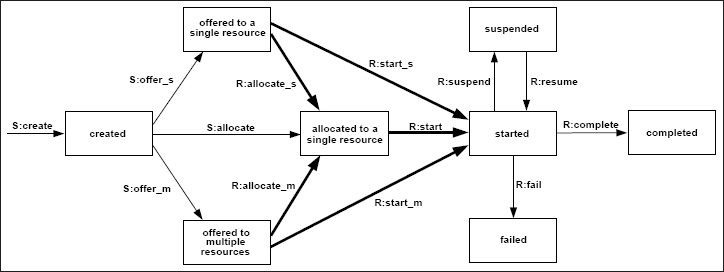 offered to a
single resource
suspended
R:start_s
S:offer_s
R:allocate_s
R:suspend
R:resume
S:create
created
S:allocate
allocated to a
single resource
R:start
started
R:complete
completed
S:offer_m
R:allocate_m
R:start_m
R:fail
offered to
multiple
resources
failed